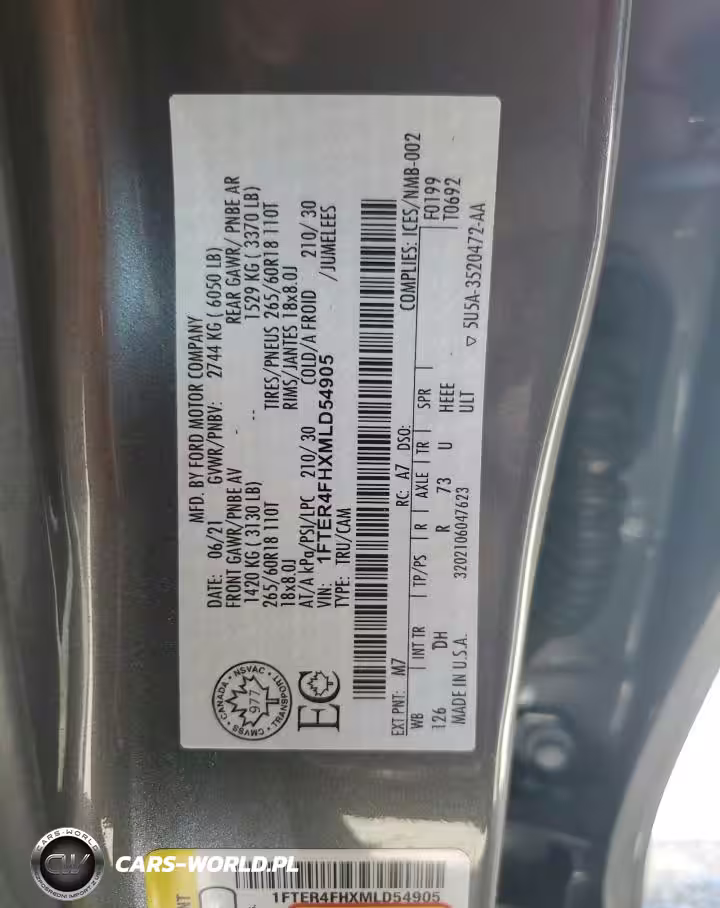 MFD. BY FORD MOTOR COMPANY
DATE: 06/21 GVWR/PNBV: 2744 KG ( 6050 LB)
FRONT GAWR/PNBE AV REAR GAWR/ PNBE AR
1420 KG ( 3130 LB) 1529 KG ( 3370 LB)
265/60R18 110T TIRES/PNEUS 265/60R18 110T
18x8.0J RIMS/JANTES 18x8.0J
AT/A kPa/PSI/LPC 210/ 30 COLD/A FROID 210/ 30
VIN: 1FTER4FHXMLD54905 /JUMELEES
TYPE: TRU/CAM
CMVSS • CANADA • NSVAC • TRANSPORT •
977
EC
EXT PNT: M7 RC: A7 DSO: COMPLIES: ICES/NMB-002
WB INT TR TP/PS R AXLE TR SPR F0199
126 DH R 73 U HEEE T0692
MADE IN U.S.A. 3202106047623 ULT ▽ 5U5A-3520472-AA
CARS-WORLD
CW
CARS-WORLD.PL
1FTER4FHXMLD54905